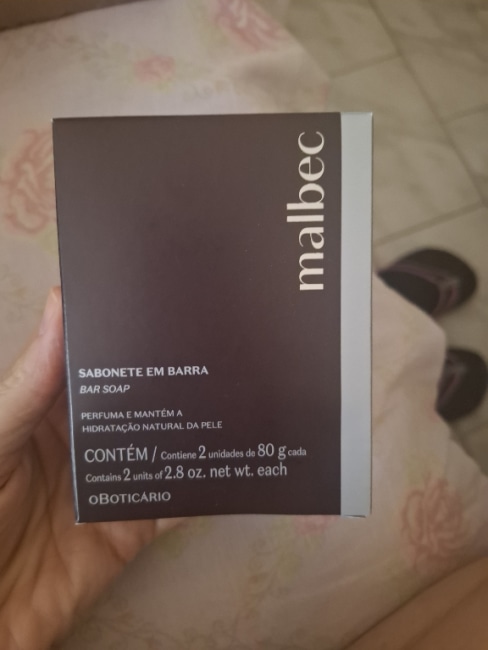 malbec
SABONETE EM BARRA
BAR SOAP
PERFUMA E MANTÉM A
HIDRATAÇÃO NATURAL DA PELE
CONTÉM / Contiene 2 unidades de 80 g cada
Contains 2 units of 2.8 oz. net wt. each
oBOTICÁRIO